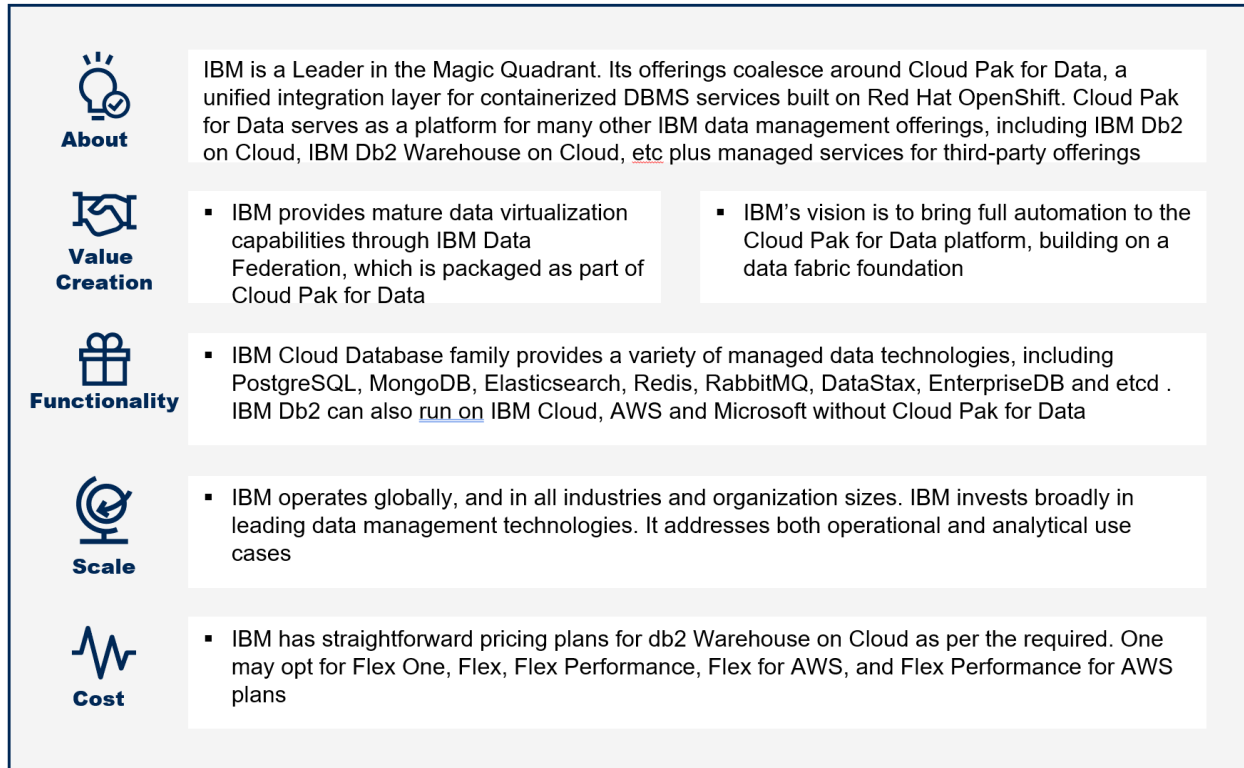 About
IBM is a Leader in the Magic Quadrant. Its offerings coalesce around Cloud Pak for Data, a
unified integration layer for containerized DBMS services built on Red Hat OpenShift. Cloud Pak
for Data serves as a platform for many other IBM data management offerings, including IBM Db2
on Cloud, IBM Db2 Warehouse on Cloud, etc plus managed services for third-party offerings
Value
Creation
▪ IBM provides mature data virtualization
capabilities through IBM Data
Federation, which is packaged as part of
Cloud Pak for Data
▪ IBM’s vision is to bring full automation to the
Cloud Pak for Data platform, building on a
data fabric foundation
Functionality
▪ IBM Cloud Database family provides a variety of managed data technologies, including
PostgreSQL, MongoDB, Elasticsearch, Redis, RabbitMQ, DataStax, EnterpriseDB and etcd .
IBM Db2 can also run on IBM Cloud, AWS and Microsoft without Cloud Pak for Data
Scale
▪ IBM operates globally, and in all industries and organization sizes. IBM invests broadly in
leading data management technologies. It addresses both operational and analytical use
cases
Cost
▪ IBM has straightforward pricing plans for db2 Warehouse on Cloud as per the required. One
may opt for Flex One, Flex, Flex Performance, Flex for AWS, and Flex Performance for AWS
plans